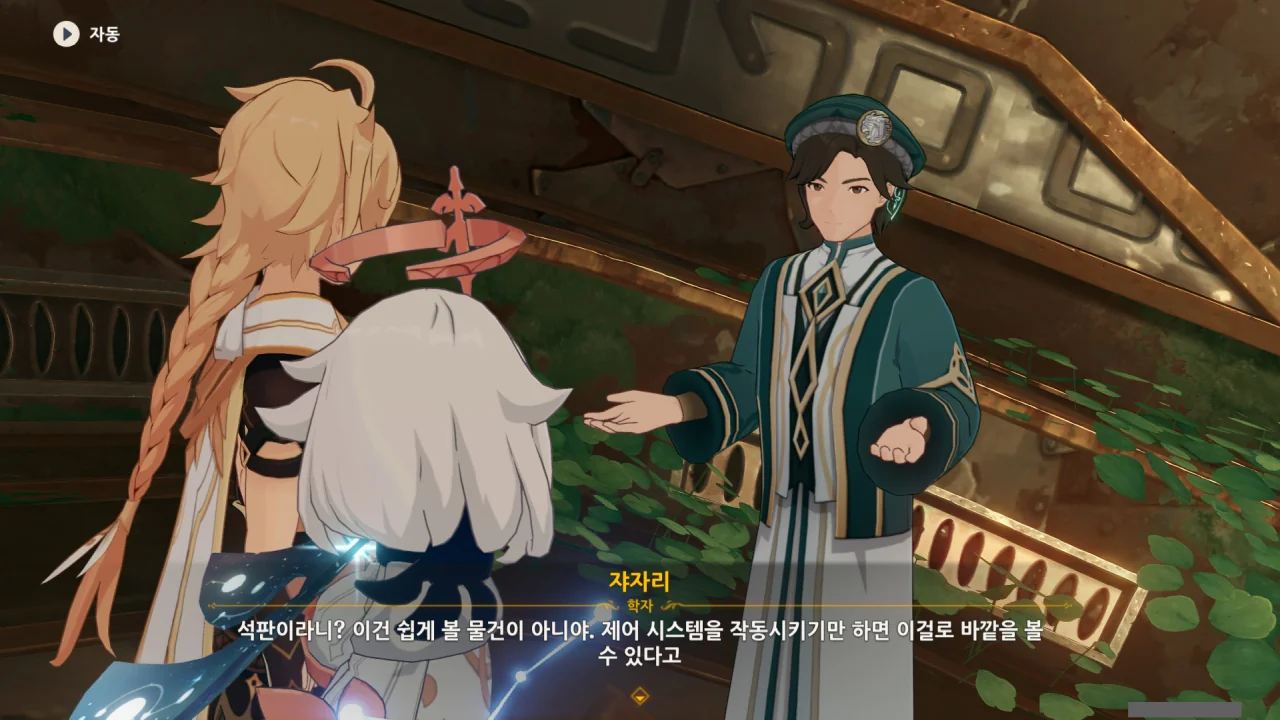 자동
쟈자리
학자
석판이라니? 이건 쉽게 볼 물건이 아니야. 제어 시스템을 작동시키기만 하면 이걸로 바깥을 볼
수 있다고